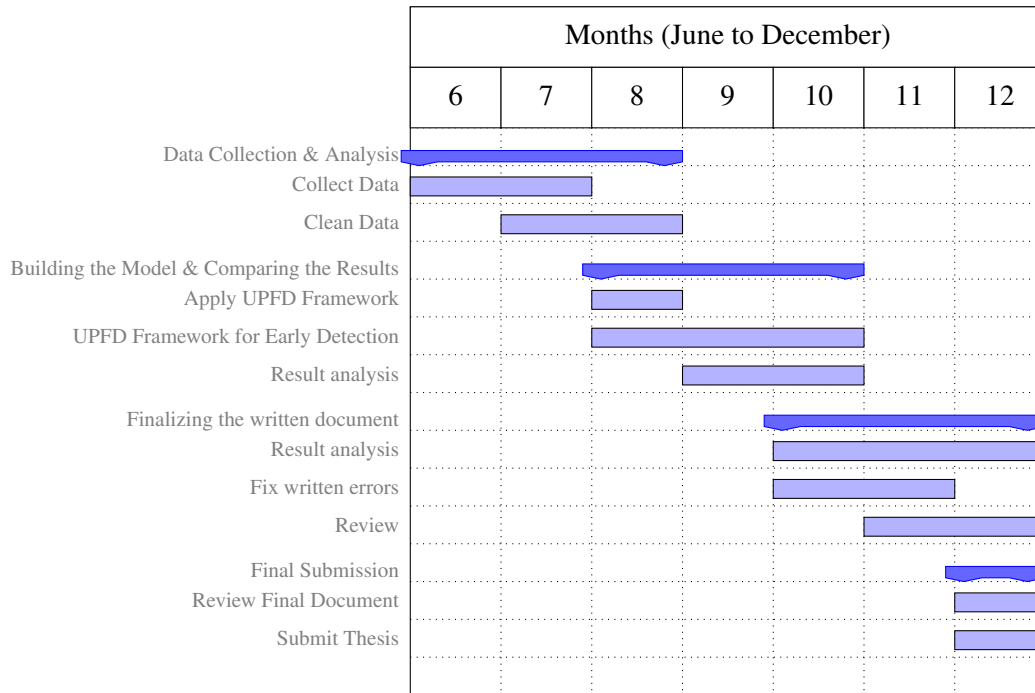 Months (June to December)
6 7 8 9 10 11 12
Data Collection & Analysis
Collect Data
Clean Data
Building the Model & Comparing the Results
Apply UPFD Framework
UPFD Framework for Early Detection
Result analysis
Finalizing the written document
Result analysis
Fix written errors
Review
Final Submission
Review Final Document
Submit Thesis